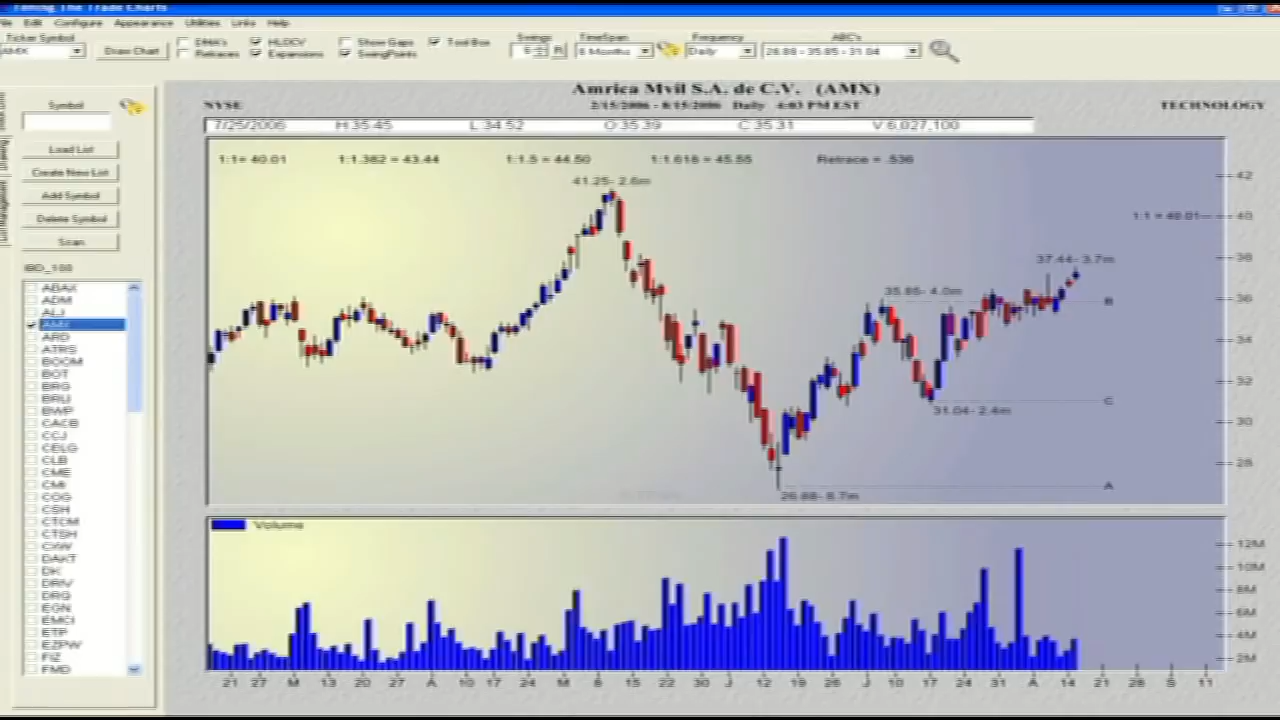 Timing The Trade Charts
File Edit Configure Appearance Utilities Links Help
Ticker Symbol
AMX
Draw Chart
DMA's
Retraces
HLOCV
Expansions
Show Gaps
SwingPoints
Tool Box
Swings
5
R
TimeSpan
6 Months
Frequency
Daily
ABC's
26.88 - 35.85 - 31.04
Amrica Mvil S.A. de C.V. (AMX)
NYSE
2/15/2006 - 8/15/2006 Daily 4:03 PM EST
TECHNOLOGY
7/25/2006 H 35.45 L 34.52 O 35.39 C 35.31 V 6,027,100
1:1= 40.01 1:1.382 = 43.44 1:1.5 = 44.50 1:1.618 = 45.55 Retrace = .536
Symbol
Load List
Create New List
Add Symbol
Delete Symbol
Scan
IBD_100
ABAX
ADM
ALJ
AMX
ARD
ATRS
BOOM
BOT
BRG
BRLI
BWP
CACB
CCJ
CELG
CLB
CME
CMI
COG
CSH
CTCM
CTSH
CXW
DAKT
DK
DRIV
DRQ
EGN
EMCI
ETP
EZPW
FIZ
FMD
41.25- 2.6m
42
1:1 = 40.01
40
37.44- 3.7m
38
35.85- 4.0m
36
B
34
32
31.04- 2.4m
C
30
28
26.88- 8.7m
A
Volume
12M
10M
8M
6M
4M
2M
21 27 M 13 20 27 A 10 17 24 M 8 15 22 30 J 12 19 26 J 10 17 24 31 A 14 21 28 S 11